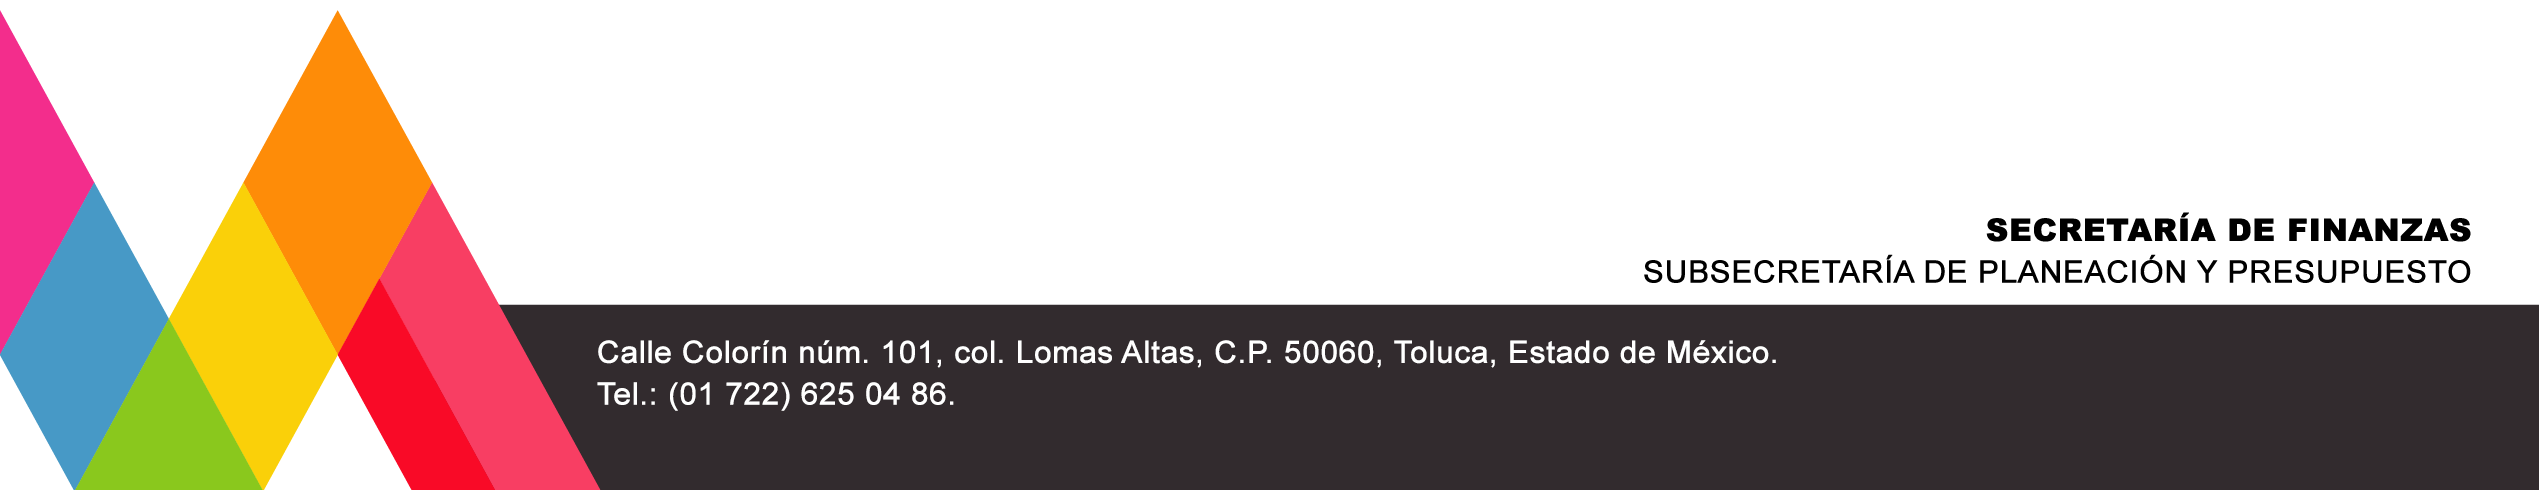 SECRETARÍA DE FINANZAS
SUBSECRETARÍA DE PLANEACIÓN Y PRESUPUESTO
Calle Colorín núm. 101, col. Lomas Altas, C.P. 50060, Toluca, Estado de México.
Tel.: (01 722) 625 04 86.